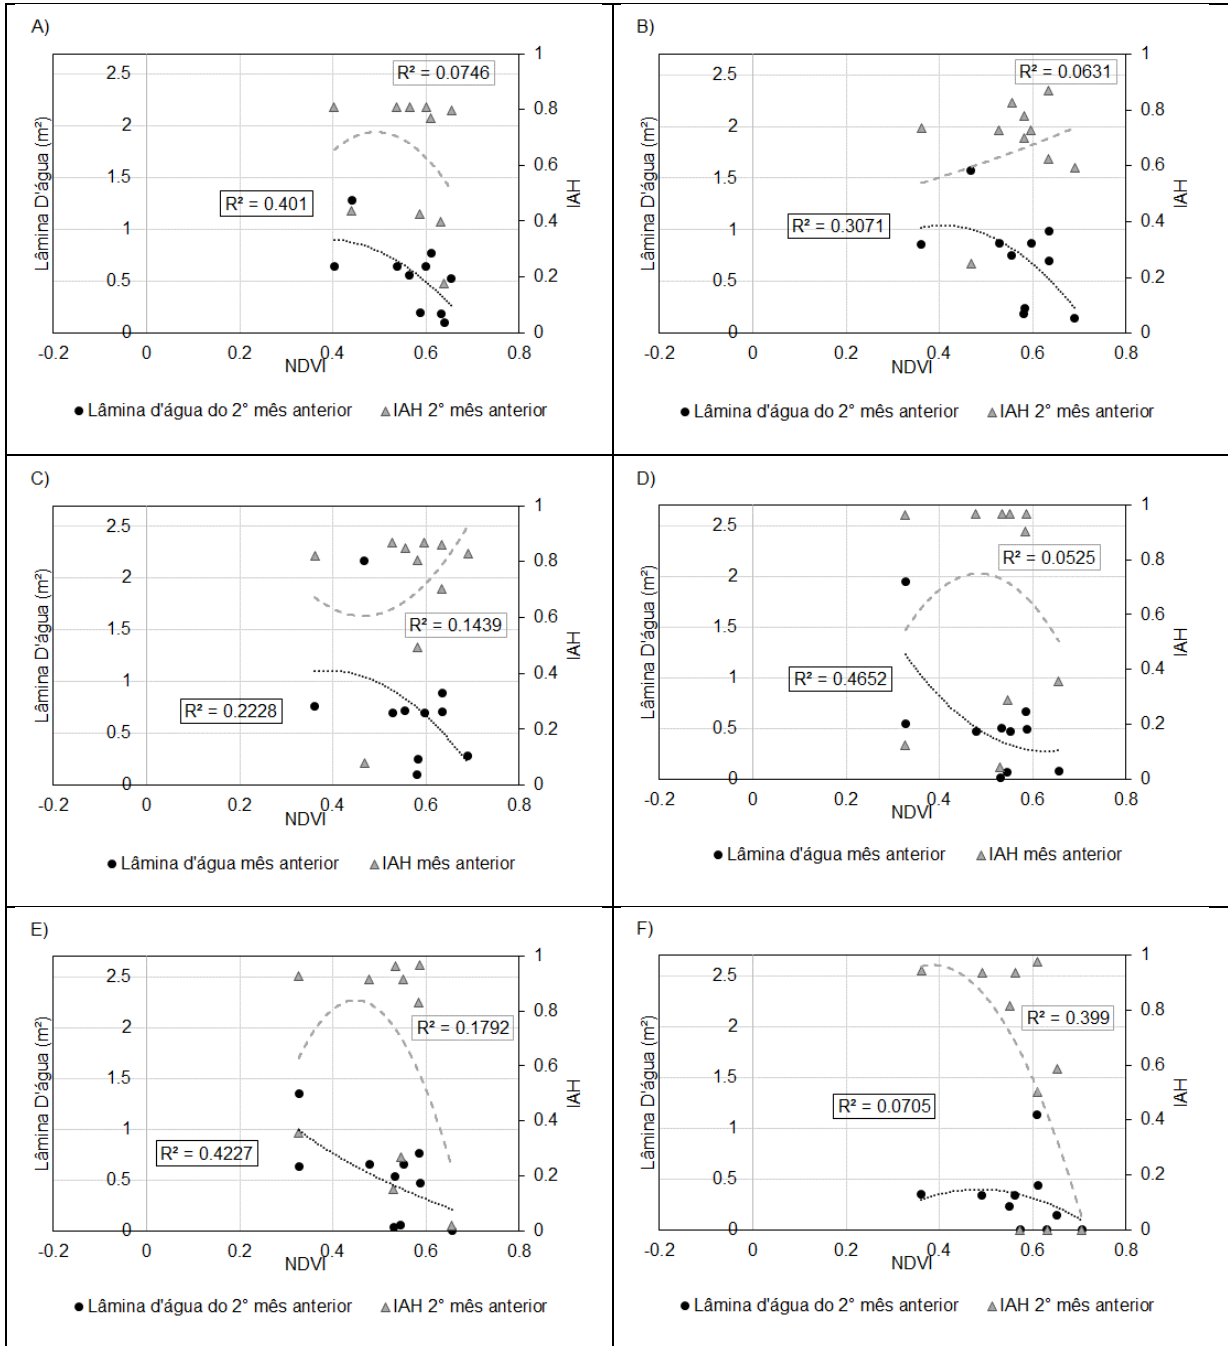 A)
R² = 0.0746
R² = 0.401
2.5
2
1.5
1
0.5
0
1
0.8
0.6
0.4
0.2
0
-0.2 0 0.2 0.4 0.6 0.8
Lâmina D'água (m²)
IAH
NDVI
Lâmina d'água do 2° mês anterior IAH 2° mês anterior
B)
R² = 0.0631
R² = 0.3071
2.5
2
1.5
1
0.5
0
1
0.8
0.6
0.4
0.2
0
-0.2 0 0.2 0.4 0.6 0.8
Lâmina D'água (m²)
IAH
NDVI
Lâmina d'água do 2° mês anterior IAH 2° mês anterior
C)
R² = 0.1439
R² = 0.2228
2.5
2
1.5
1
0.5
0
1
0.8
0.6
0.4
0.2
0
-0.2 0 0.2 0.4 0.6 0.8
Lâmina D'água (m²)
IAH
NDVI
Lâmina d'água mês anterior IAH mês anterior
D)
R² = 0.0525
R² = 0.4652
2.5
2
1.5
1
0.5
0
1
0.8
0.6
0.4
0.2
0
-0.2 0 0.2 0.4 0.6 0.8
Lâmina D'água (m²)
IAH
NDVI
Lâmina d'água mês anterior IAH mês anterior
E)
R² = 0.1792
R² = 0.4227
2.5
2
1.5
1
0.5
0
1
0.8
0.6
0.4
0.2
0
-0.2 0 0.2 0.4 0.6 0.8
Lâmina D'água (m²)
IAH
NDVI
Lâmina d'água do 2° mês anterior IAH 2° mês anterior
F)
R² = 0.399
R² = 0.0705
2.5
2
1.5
1
0.5
0
1
0.8
0.6
0.4
0.2
0
-0.2 0 0.2 0.4 0.6 0.8
Lâmina D'água (m²)
IAH
NDVI
Lâmina d'água do 2° mês anterior IAH 2° mês anterior